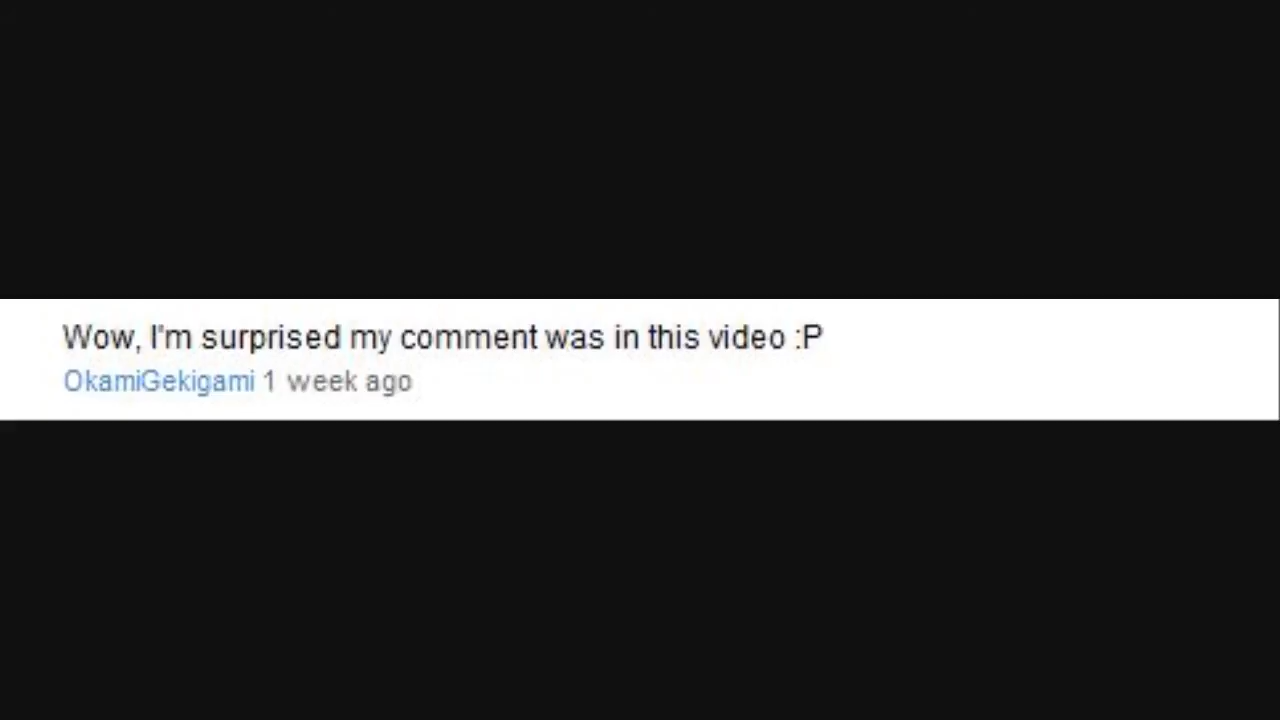 Wow, I'm surprised my comment was in this video :P
OkamiGekigami 1 week ago